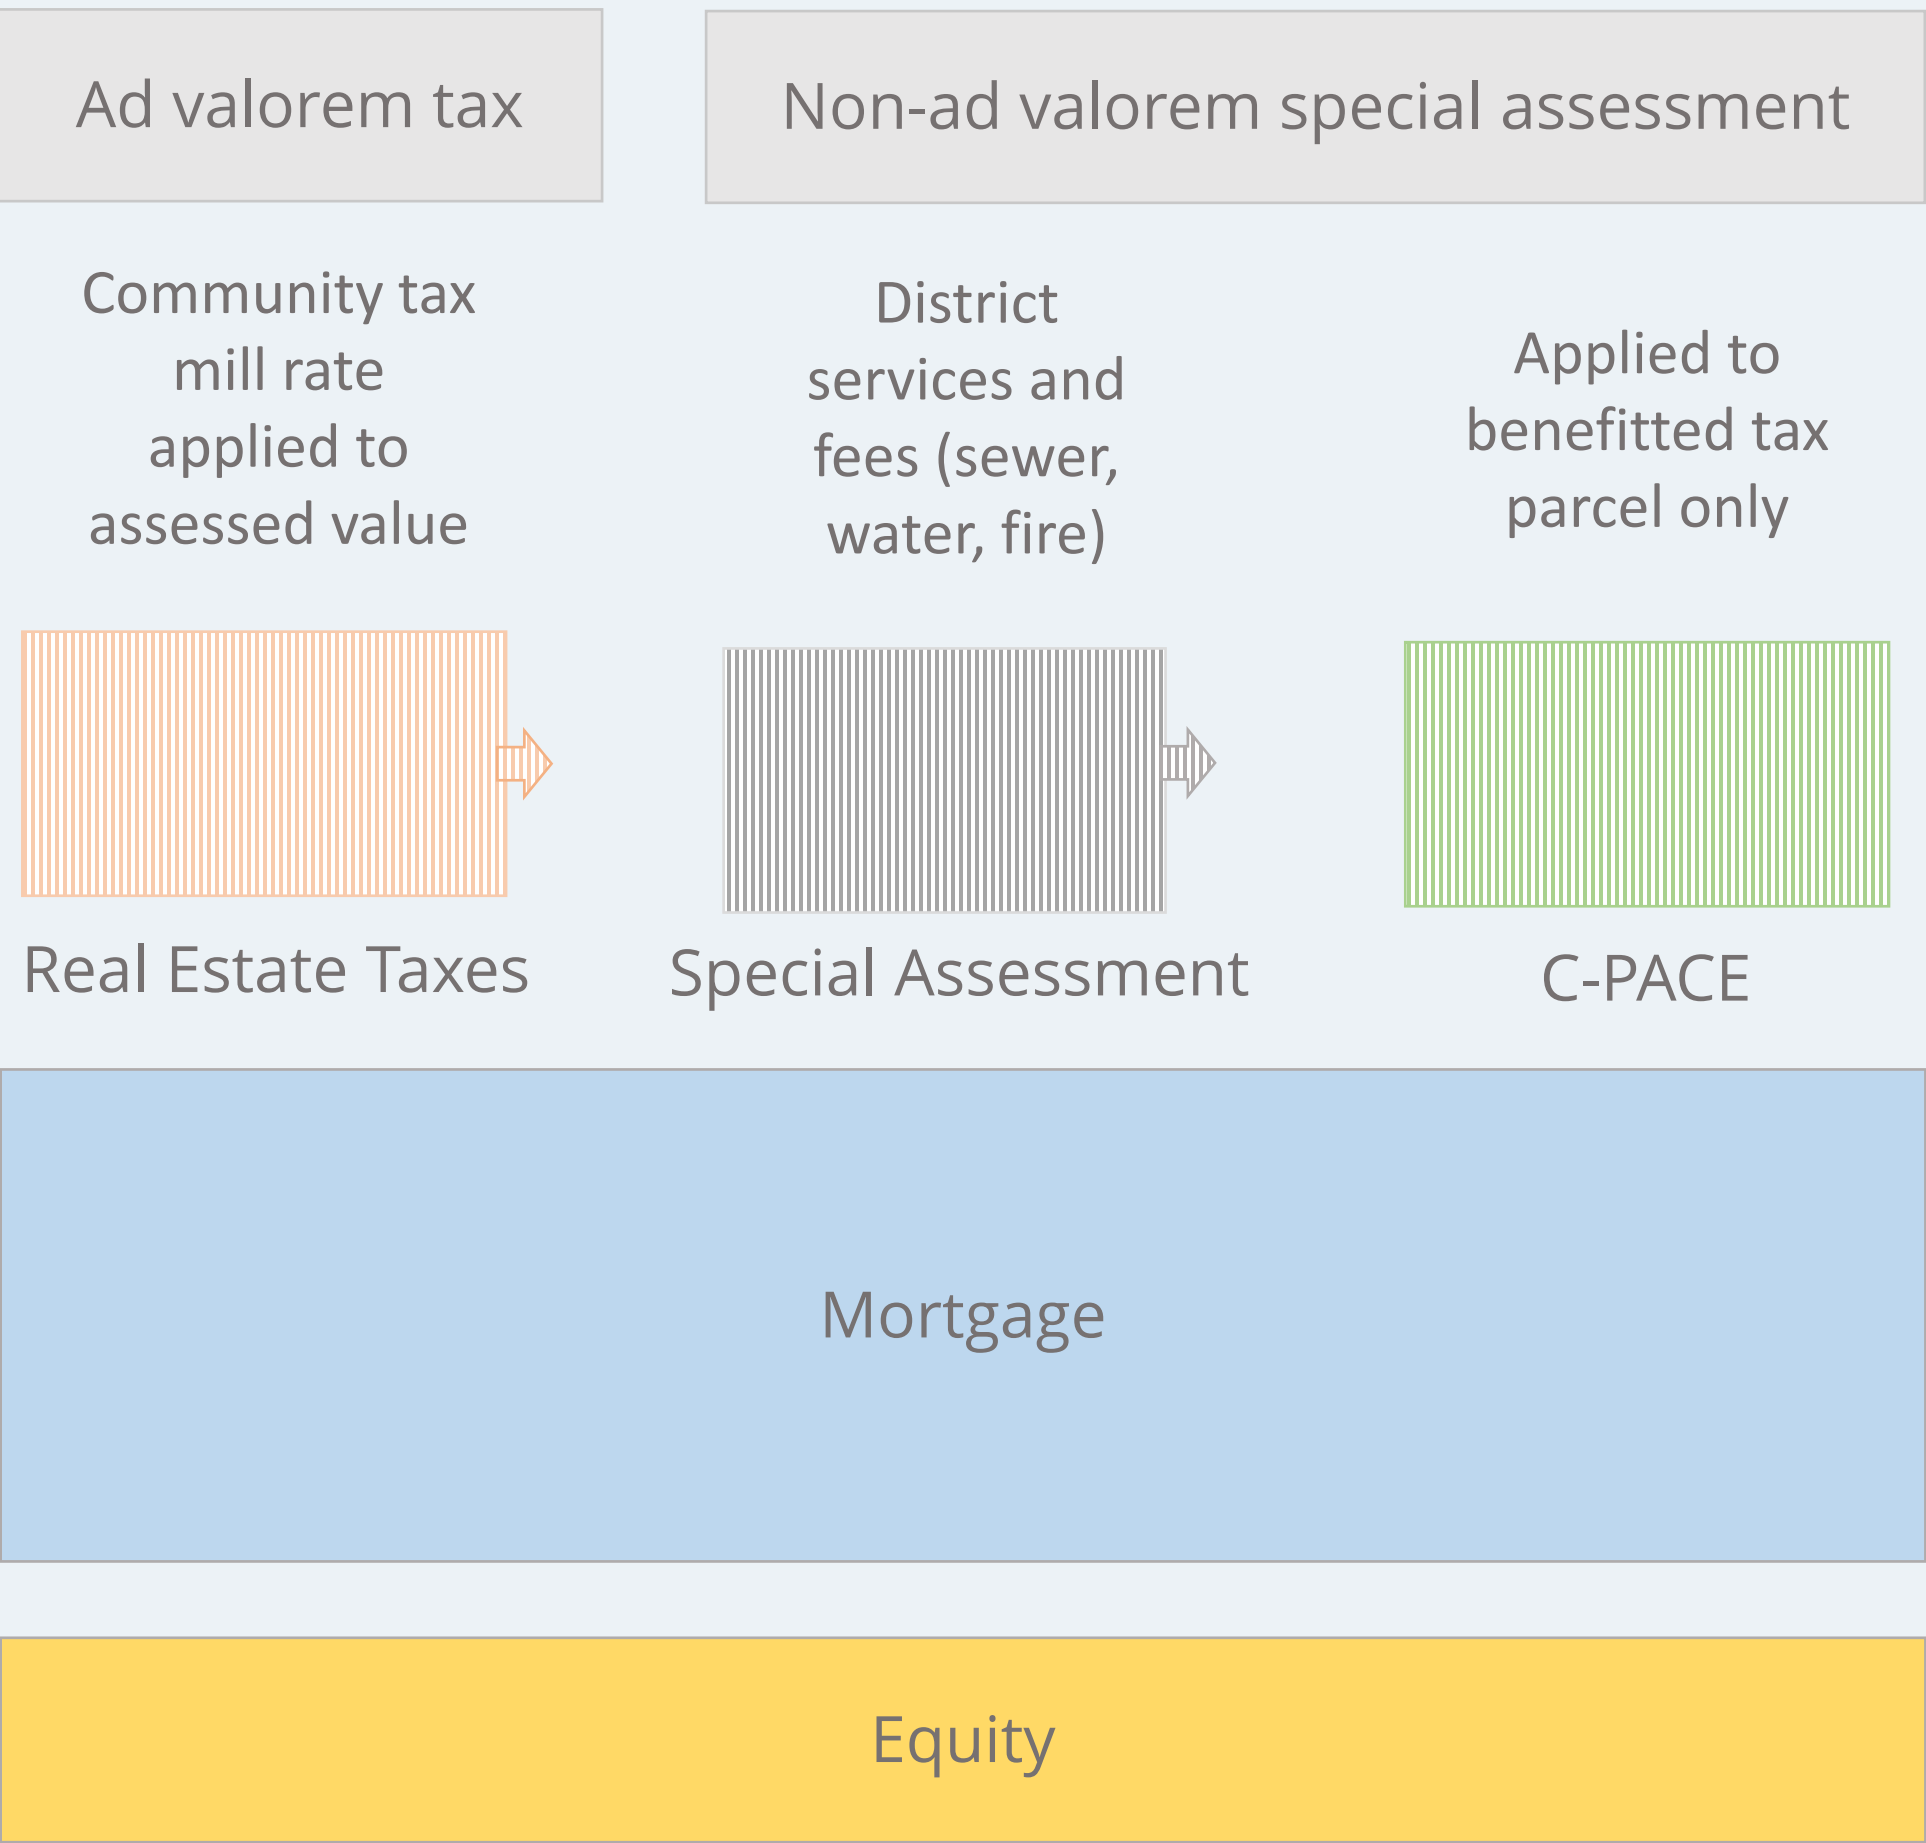 Ad valorem tax
Non-ad valorem special assessment
Community tax
mill rate
applied to
assessed value
District
services and
fees (sewer,
water, fire)
Applied to
benefitted tax
parcel only
Real Estate Taxes
Special Assessment
C-PACE
Mortgage
Equity